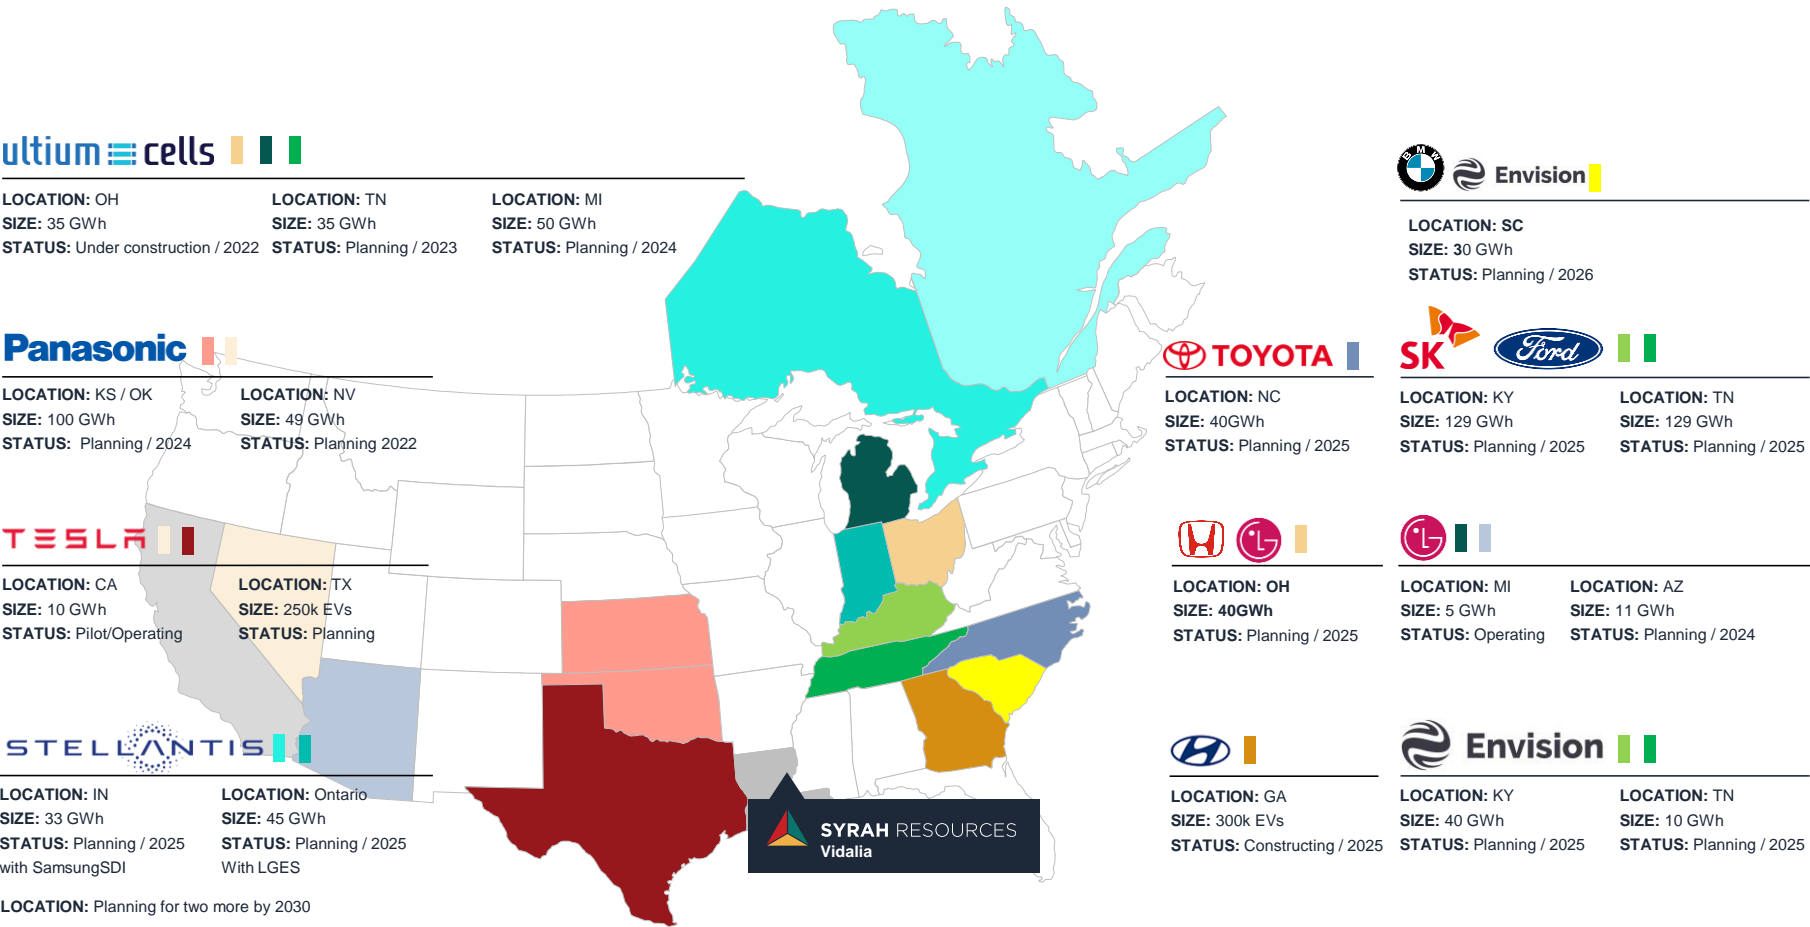 ultium cells
LOCATION: OH
SIZE: 35 GWh
STATUS: Under construction / 2022
LOCATION: TN
SIZE: 35 GWh
STATUS: Planning / 2023
LOCATION: MI
SIZE: 50 GWh
STATUS: Planning / 2024
Panasonic
LOCATION: KS / OK
SIZE: 100 GWh
STATUS: Planning / 2024
LOCATION: NV
SIZE: 49 GWh
STATUS: Planning 2022
TESLA
LOCATION: CA
SIZE: 10 GWh
STATUS: Pilot/Operating
LOCATION: TX
SIZE: 250k EVs
STATUS: Planning
STELLANTIS
LOCATION: IN
SIZE: 33 GWh
STATUS: Planning / 2025
with SamsungSDI
LOCATION: Ontario
SIZE: 45 GWh
STATUS: Planning / 2025
With LGES
LOCATION: Planning for two more by 2030
SYRAH RESOURCES
Vidalia
BMW
Envision
LOCATION: SC
SIZE: 30 GWh
STATUS: Planning / 2026
TOYOTA
LOCATION: NC
SIZE: 40GWh
STATUS: Planning / 2025
SK
Ford
LOCATION: KY
SIZE: 129 GWh
STATUS: Planning / 2025
LOCATION: TN
SIZE: 129 GWh
STATUS: Planning / 2025
LG
LOCATION: OH
SIZE: 40GWh
STATUS: Planning / 2025
LG
LOCATION: MI
SIZE: 5 GWh
STATUS: Operating
LOCATION: AZ
SIZE: 11 GWh
STATUS: Planning / 2024
LOCATION: GA
SIZE: 300k EVs
STATUS: Constructing / 2025
Envision
LOCATION: KY
SIZE: 40 GWh
STATUS: Planning / 2025
LOCATION: TN
SIZE: 10 GWh
STATUS: Planning / 2025